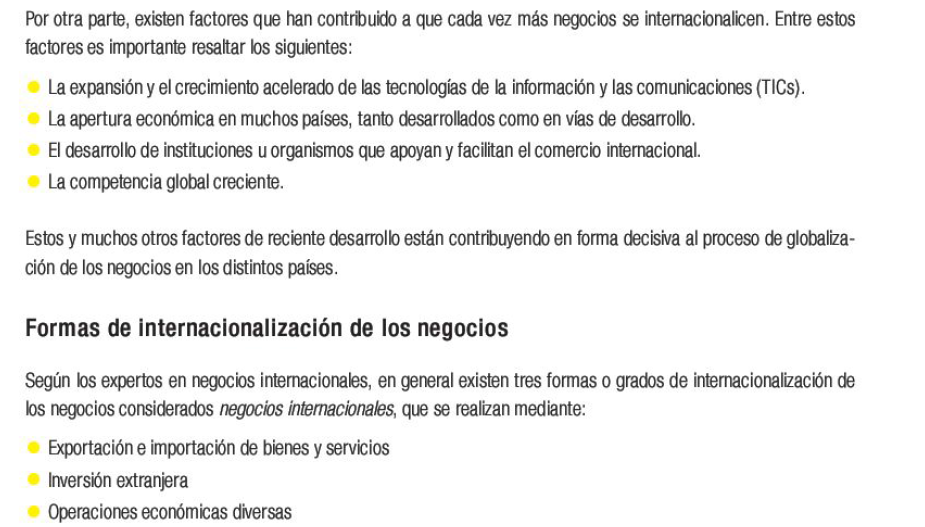 Por otra parte, existen factores que han contribuido a que cada vez más negocios se internacionalicen. Entre estos
factores es importante resaltar los siguientes:
La expansión y el crecimiento acelerado de las tecnologías de la información y las comunicaciones (TICs).
La apertura económica en muchos países, tanto desarrollados como en vías de desarrollo.
El desarrollo de instituciones u organismos que apoyan y facilitan el comercio internacional.
La competencia global creciente.
Estos y muchos otros factores de reciente desarrollo están contribuyendo en forma decisiva al proceso de globaliza-
ción de los negocios en los distintos países.
Formas de internacionalización de los negocios
Según los expertos en negocios internacionales, en general existen tres formas o grados de internacionalización de
los negocios considerados negocios internacionales, que se realizan mediante:
Exportación e importación de bienes y servicios
Inversión extranjera
Operaciones económicas diversas